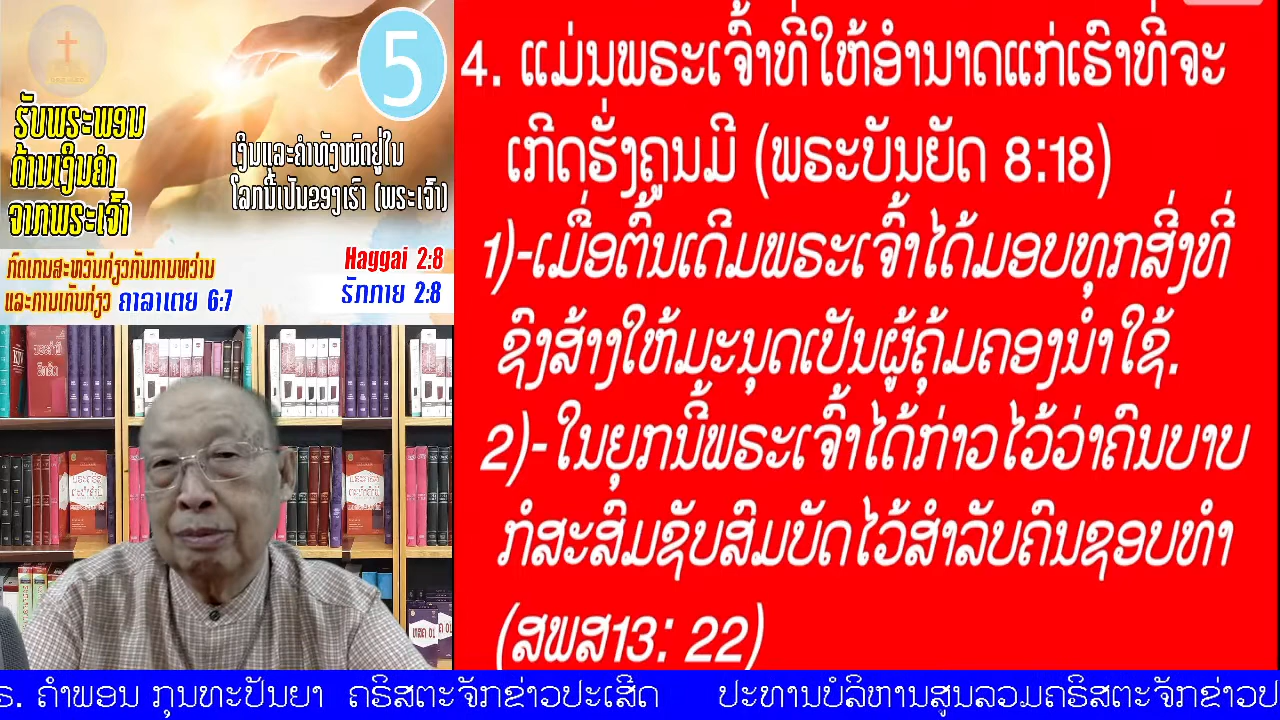 5
ຮັບພຣະພອນ
ດ້ານເງິນຄຳ
ຈາກພຣະເຈົ້າ
ເງິນແລະຄຳທັງໝົດຢູ່ໃນ
ໂລກນີ້ເປັນຂອງເຮົາ (ພຣະເຈົ້າ)
ກົດເກນສະຫວັນກ່ຽວກັບການຫວ່ານ
ແລະການເກັບກ່ຽວ ຄາລາເຕຍ 6:7
Haggai 2:8
ຮັກກາຍ 2:8
4. ແມ່ນພຣະເຈົ້າທີ່ໃຫ້ອຳນາດແກ່ເຮົາທີ່ຈະ
ເກີດຮັ່ງຄູນມີ (ພຣະບັນຍັດ 8:18)
1)-ເມື່ອຕົ້ນເດີມພຣະເຈົ້າໄດ້ມອບທຸກສິ່ງທີ່
ຊົງສ້າງໃຫ້ມະນຸດເປັນຜູ້ຄຸ້ມຄອງນຳໃຊ້.
2)-ໃນຍຸກນີ້ພຣະເຈົ້າໄດ້ກ່າວໄວ້ວ່າຄົນບາບ
ກໍສະສົມຊັບສົມບັດໄວ້ສຳລັບຄົນຊອບທຳ
(ສພສ13: 22)
ຣ. ຄຳພອນ ກຸນທະປັນຍາ ຄຣິສຕະຈັກຂ່າວປະເສີດ ປະທານບໍລິຫານສູນລວມຄຣິສຕະຈັກຂ່າວປ